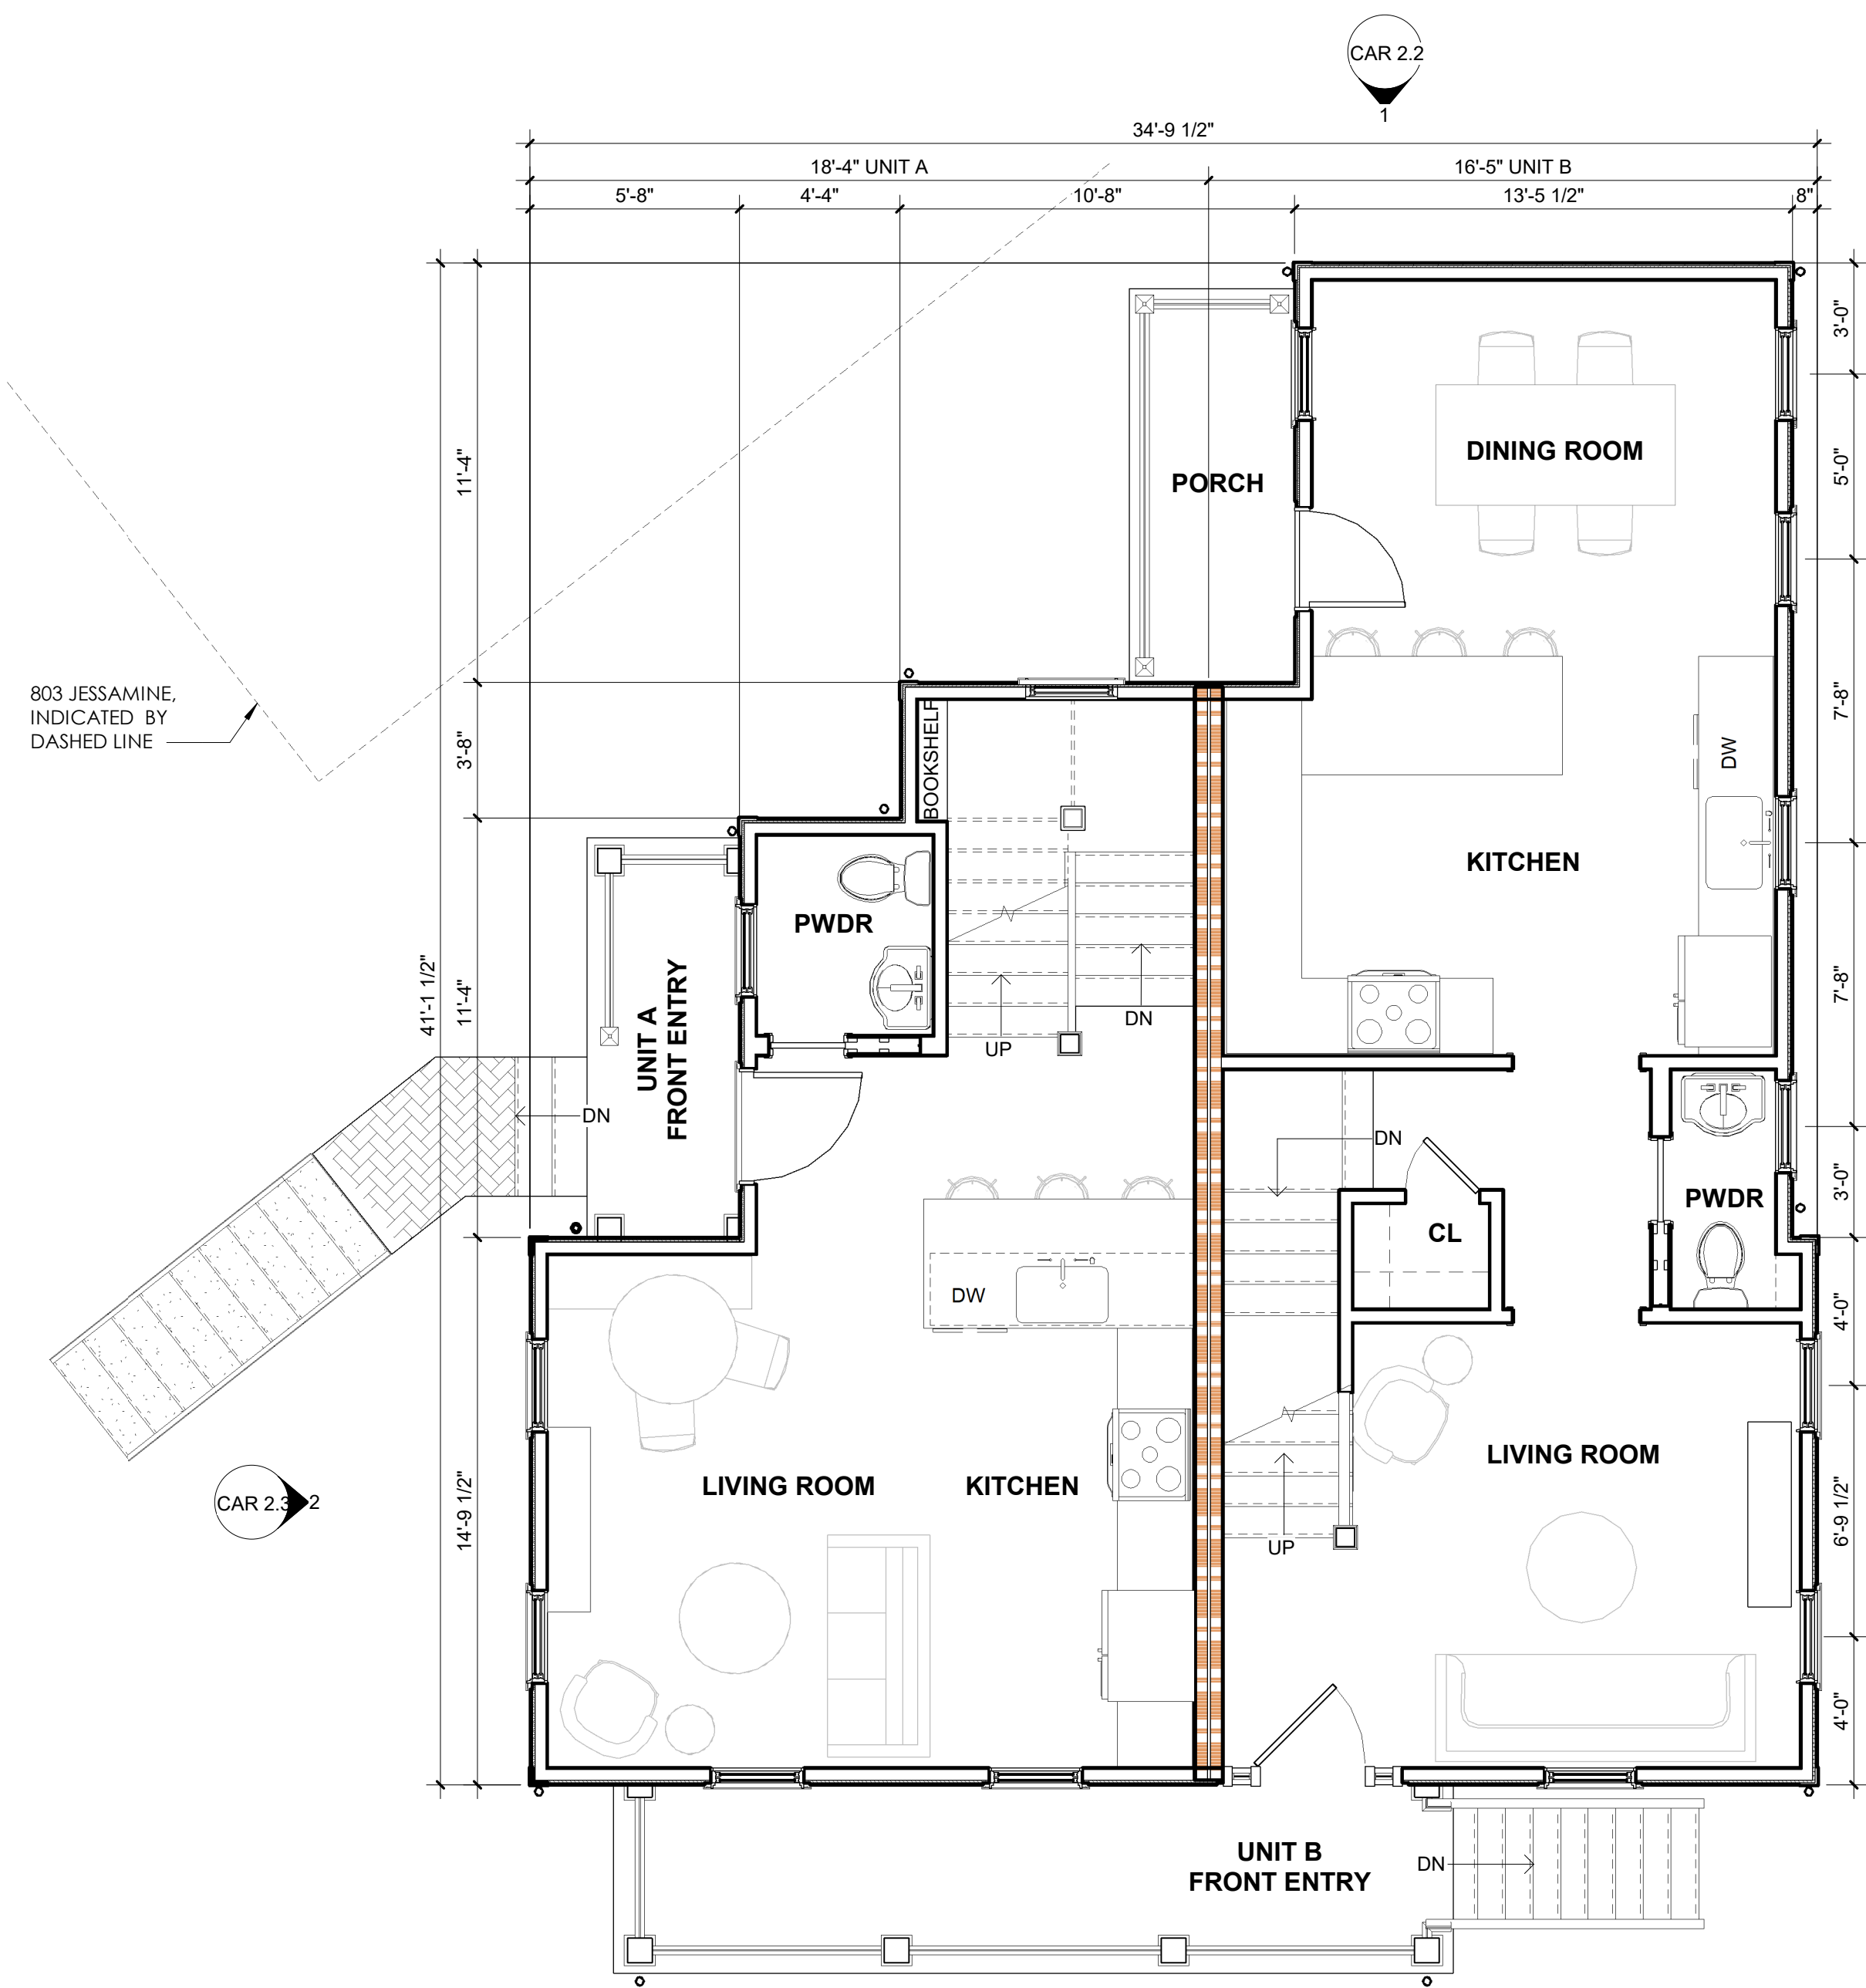 CAR 2.2
1
34'-9 1/2"
18'-4" UNIT A
16'-5" UNIT B
5'-8"
4'-4"
10'-8"
13'-5 1/2"
8"
3'-0"
5'-0"
7'-8"
7'-8"
3'-0"
4'-0"
6'-9 1/2"
4'-0"
11'-4"
3'-8"
41'-1 1/2"
11'-4"
14'-9 1/2"
803 JESSAMINE,
INDICATED BY
DASHED LINE
DINING ROOM
PORCH
BOOKSHELF
DW
KITCHEN
PWDR
UNIT A
FRONT ENTRY
DN
UP
DN
DN
PWDR
CL
DW
LIVING ROOM
KITCHEN
LIVING ROOM
UP
CAR 2.3
2
UNIT B
FRONT ENTRY
DN